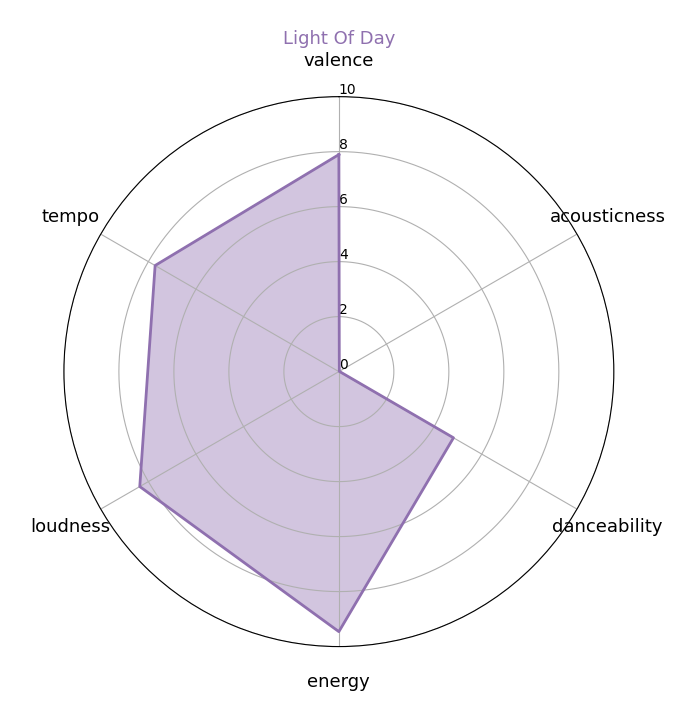 Light Of Day
valence
10
8
tempo
6
acousticness
4
2
0
loudness
danceability
energy